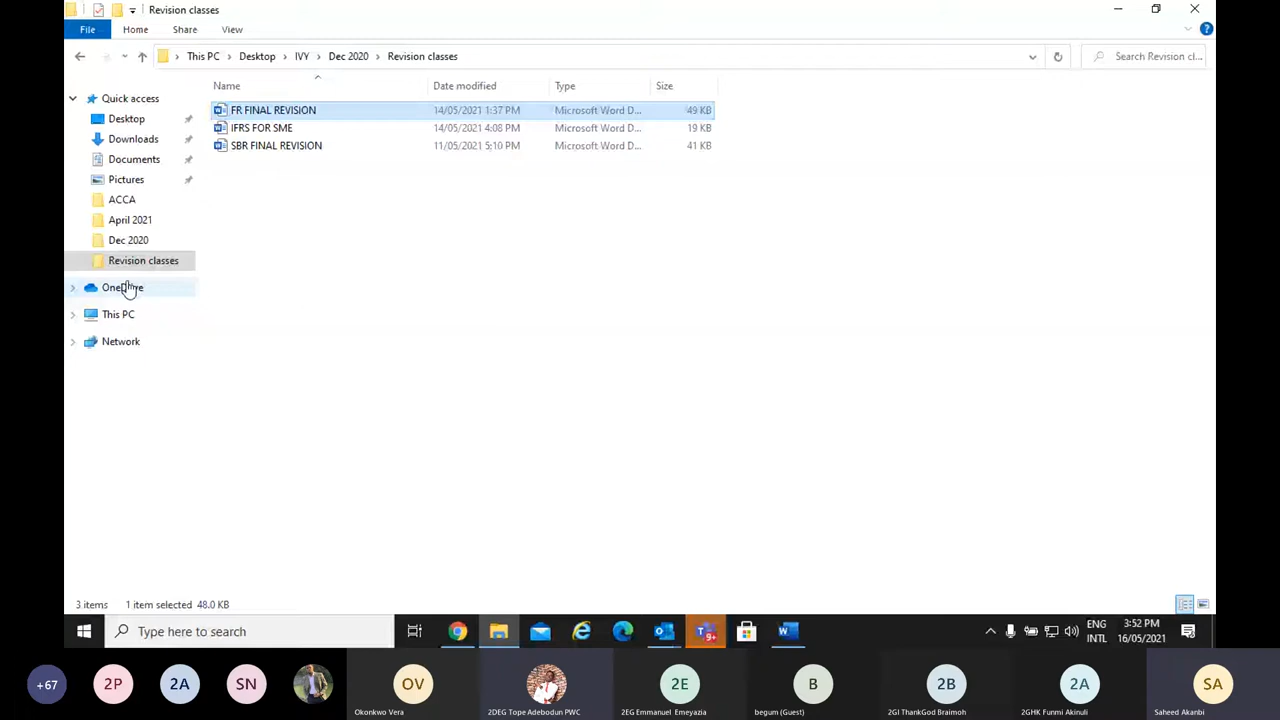 Revision classes
File Home Share View
This PC Desktop IVY Dec 2020 Revision classes
Search Revision cl...
Name Date modified Type Size
FR FINAL REVISION 14/05/2021 1:37 PM Microsoft Word D... 49 KB
IFRS FOR SME 14/05/2021 4:08 PM Microsoft Word D... 19 KB
SBR FINAL REVISION 11/05/2021 5:10 PM Microsoft Word D... 41 KB
Quick access
Desktop
Downloads
Documents
Pictures
ACCA
April 2021
Dec 2020
Revision classes
OneDrive
This PC
Network
3 items 1 item selected 48.0 KB
Type here to search
9+
ENG
INTL
3:52 PM
16/05/2021
+67 2P 2A SN OV 2E B 2B 2A SA
Okonkwo Vera 2DEG Tope Adebodun PWC 2EG Emmanuel Emeyazia begum (Guest) 2GI ThankGod Braimoh 2GHK Funmi Akinuli Saheed Akanbi